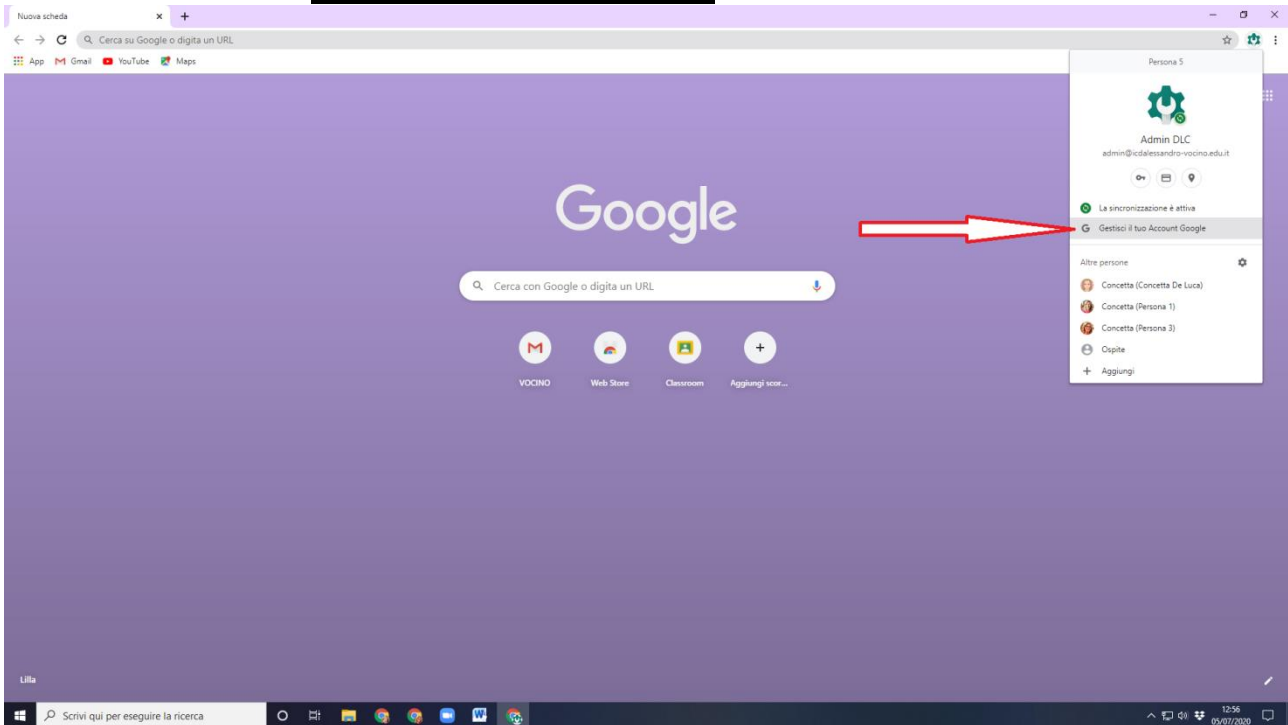 Nuova scheda
Cerca su Google o digita un URL
App Gmail YouTube Maps
Persona 5
Admin DLC
admin@icdalessandro-vocino.edu.it
La sincronizzazione è attiva
G Gestisci il tuo Account Google
Altre persone
Concetta (Concetta De Luca)
Concetta (Persona 1)
Concetta (Persona 3)
Ospite
+ Aggiungi
Google
Cerca con Google o digita un URL
VOCINO Web Store Classroom Aggiungi scor...
Lilla
Scrivi qui per eseguire la ricerca
12:56
05/07/2020